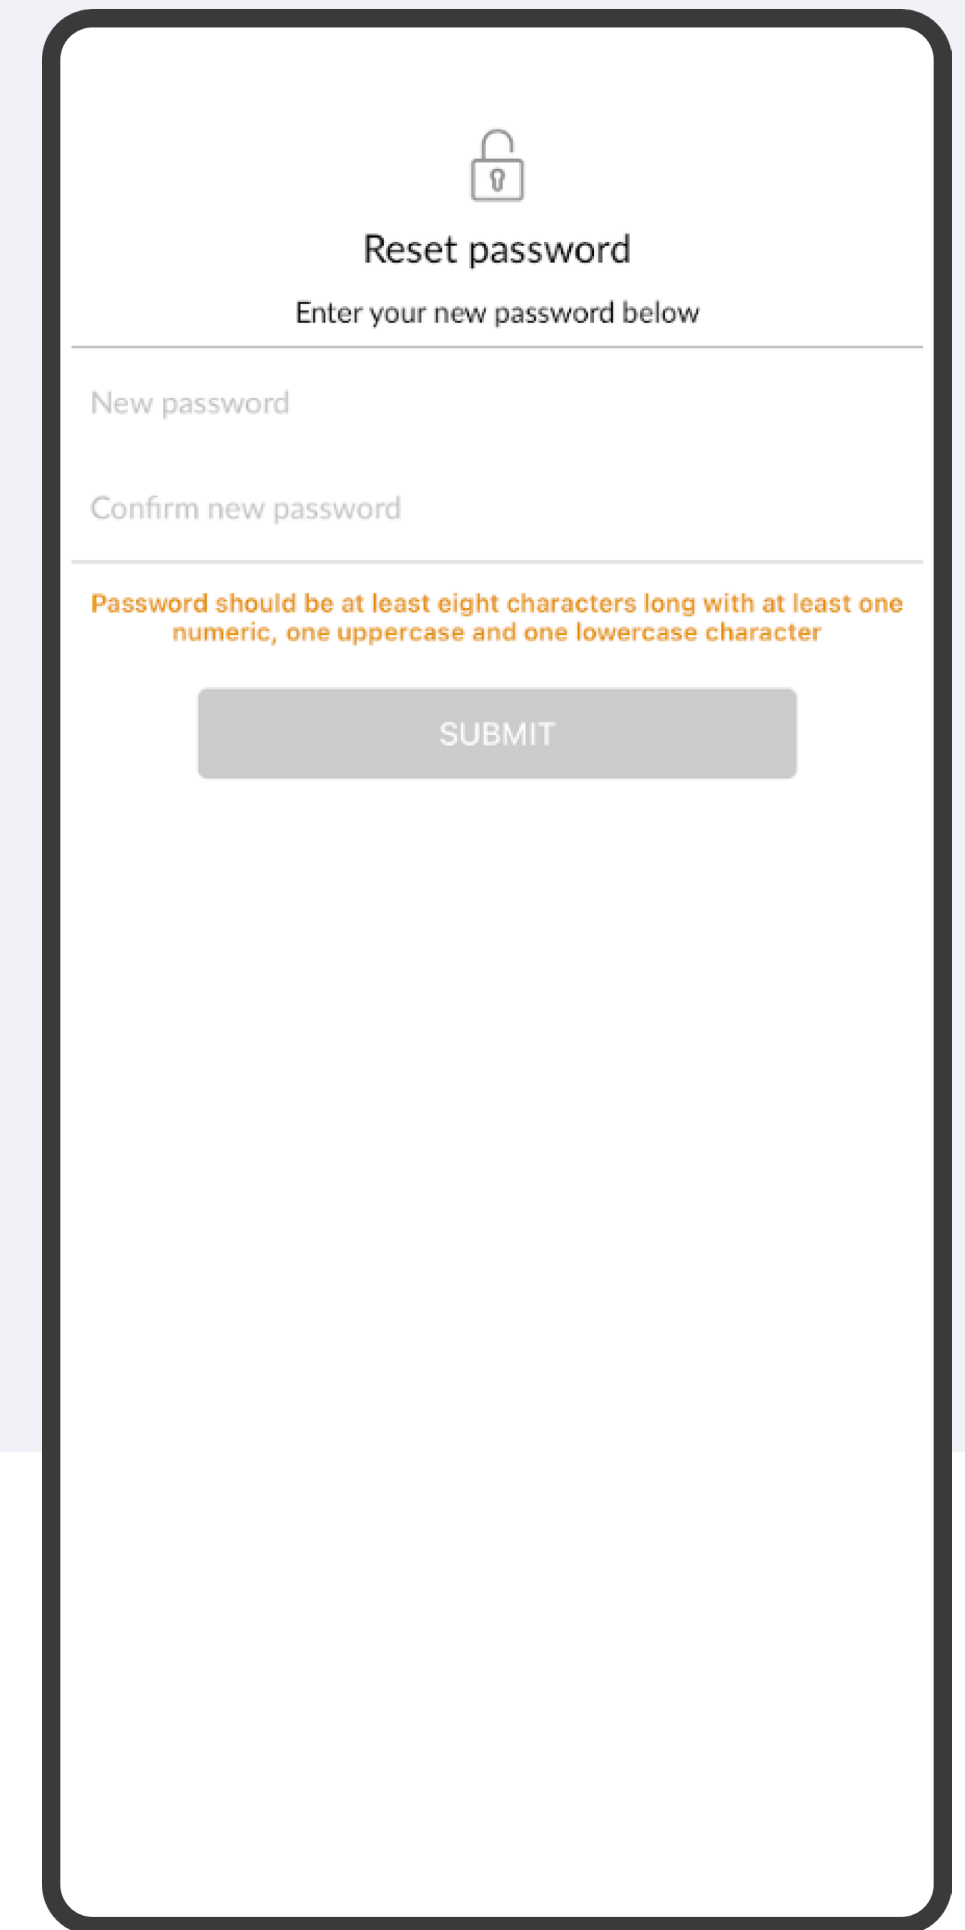 Reset password
Enter your new password below
New password
Confirm new password
Password should be at least eight characters long with at least one
numeric, one uppercase and one lowercase character
SUBMIT